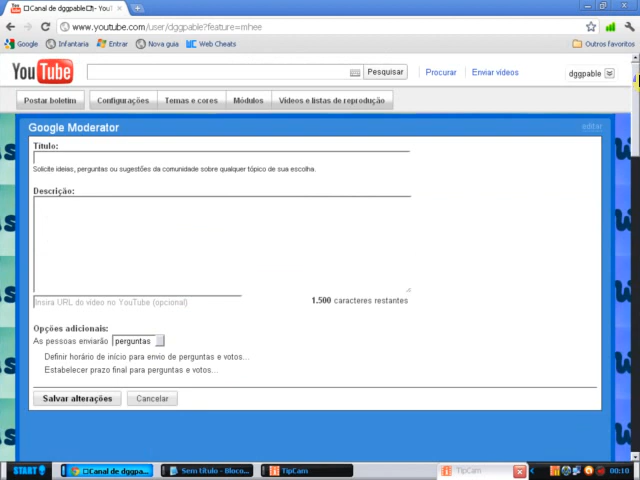 Canal de dggpable - YouT
www.youtube.com/user/dggpable?feature=mhee
Google Infantaria Entrar Nova guia Web Cheats Outros favoritos
YouTube Pesquisar Procurar Enviar vídeos dggpable
Postar boletim Configurações Temas e cores Módulos Vídeos e listas de reprodução
Google Moderator editar
Título:
Solicite ideias, perguntas ou sugestões da comunidade sobre qualquer tópico de sua escolha.
Descrição:
Insira URL do vídeo no YouTube (opcional) 1.500 caracteres restantes
Opções adicionais:
As pessoas enviarão perguntas
Definir horário de início para envio de perguntas e votos...
Estabelecer prazo final para perguntas e votos...
Salvar alterações Cancelar
START Canal de dggpa... Sem título - Bloco... TipCam TipCam 00:10